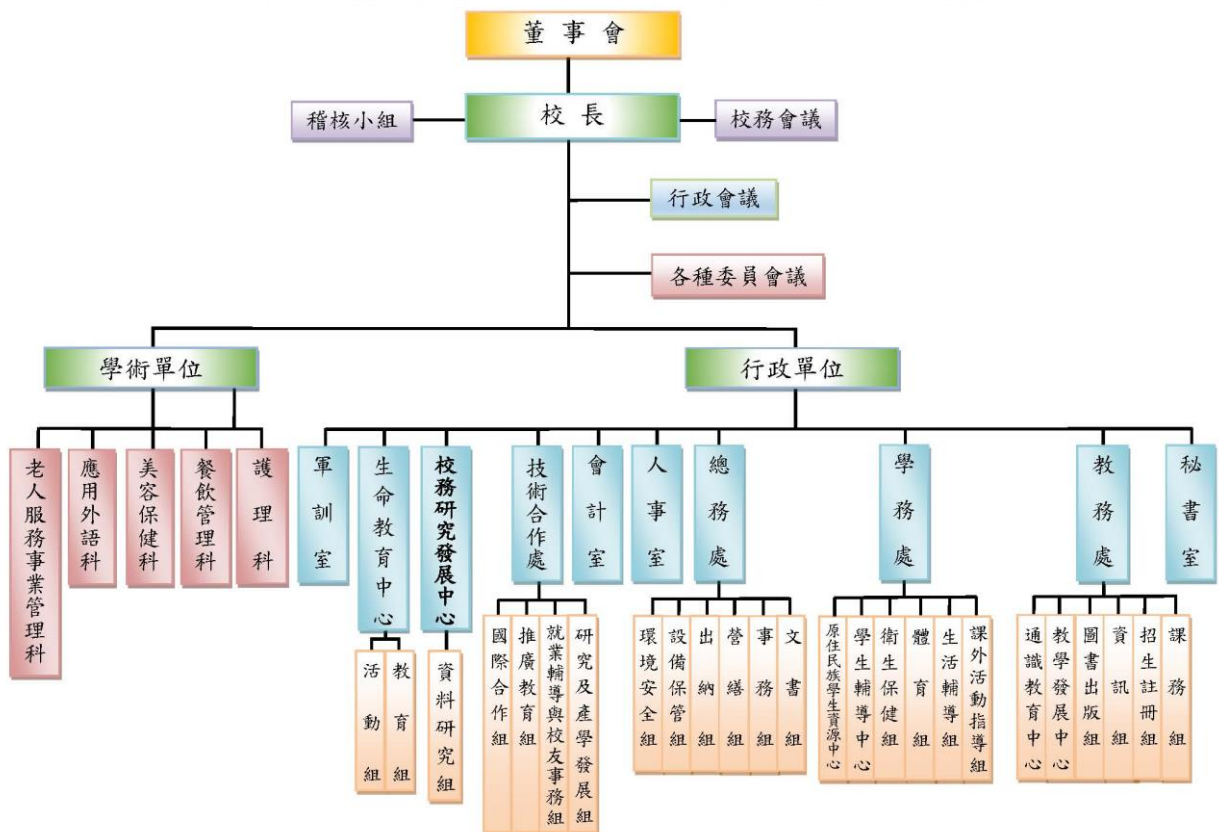 董事會
稽核小組
校長
校務會議
行政會議
各種委員會議
學術單位
行政單位
老人服務事業管理科
應用外語科
美容保健科
餐飲管理科
護理科
軍訓室
生命教育中心
校務研究發展中心
技術合作處
會計室
人事室
總務處
學務處
教務處
秘書室
活動組
教育組
資料研究組
國際合作組
推廣教育組
就業輔導與校友事務組
研究及產學發展組
環境安全組
設備保管組
出納組
營繕組
事務組
文書組
原住民族學生資源中心
學生輔導中心
衛生保健組
體育組
生活輔導組
課外活動指導組
通識教育中心
教學發展中心
圖書出版組
資訊組
招生註冊組
課務組